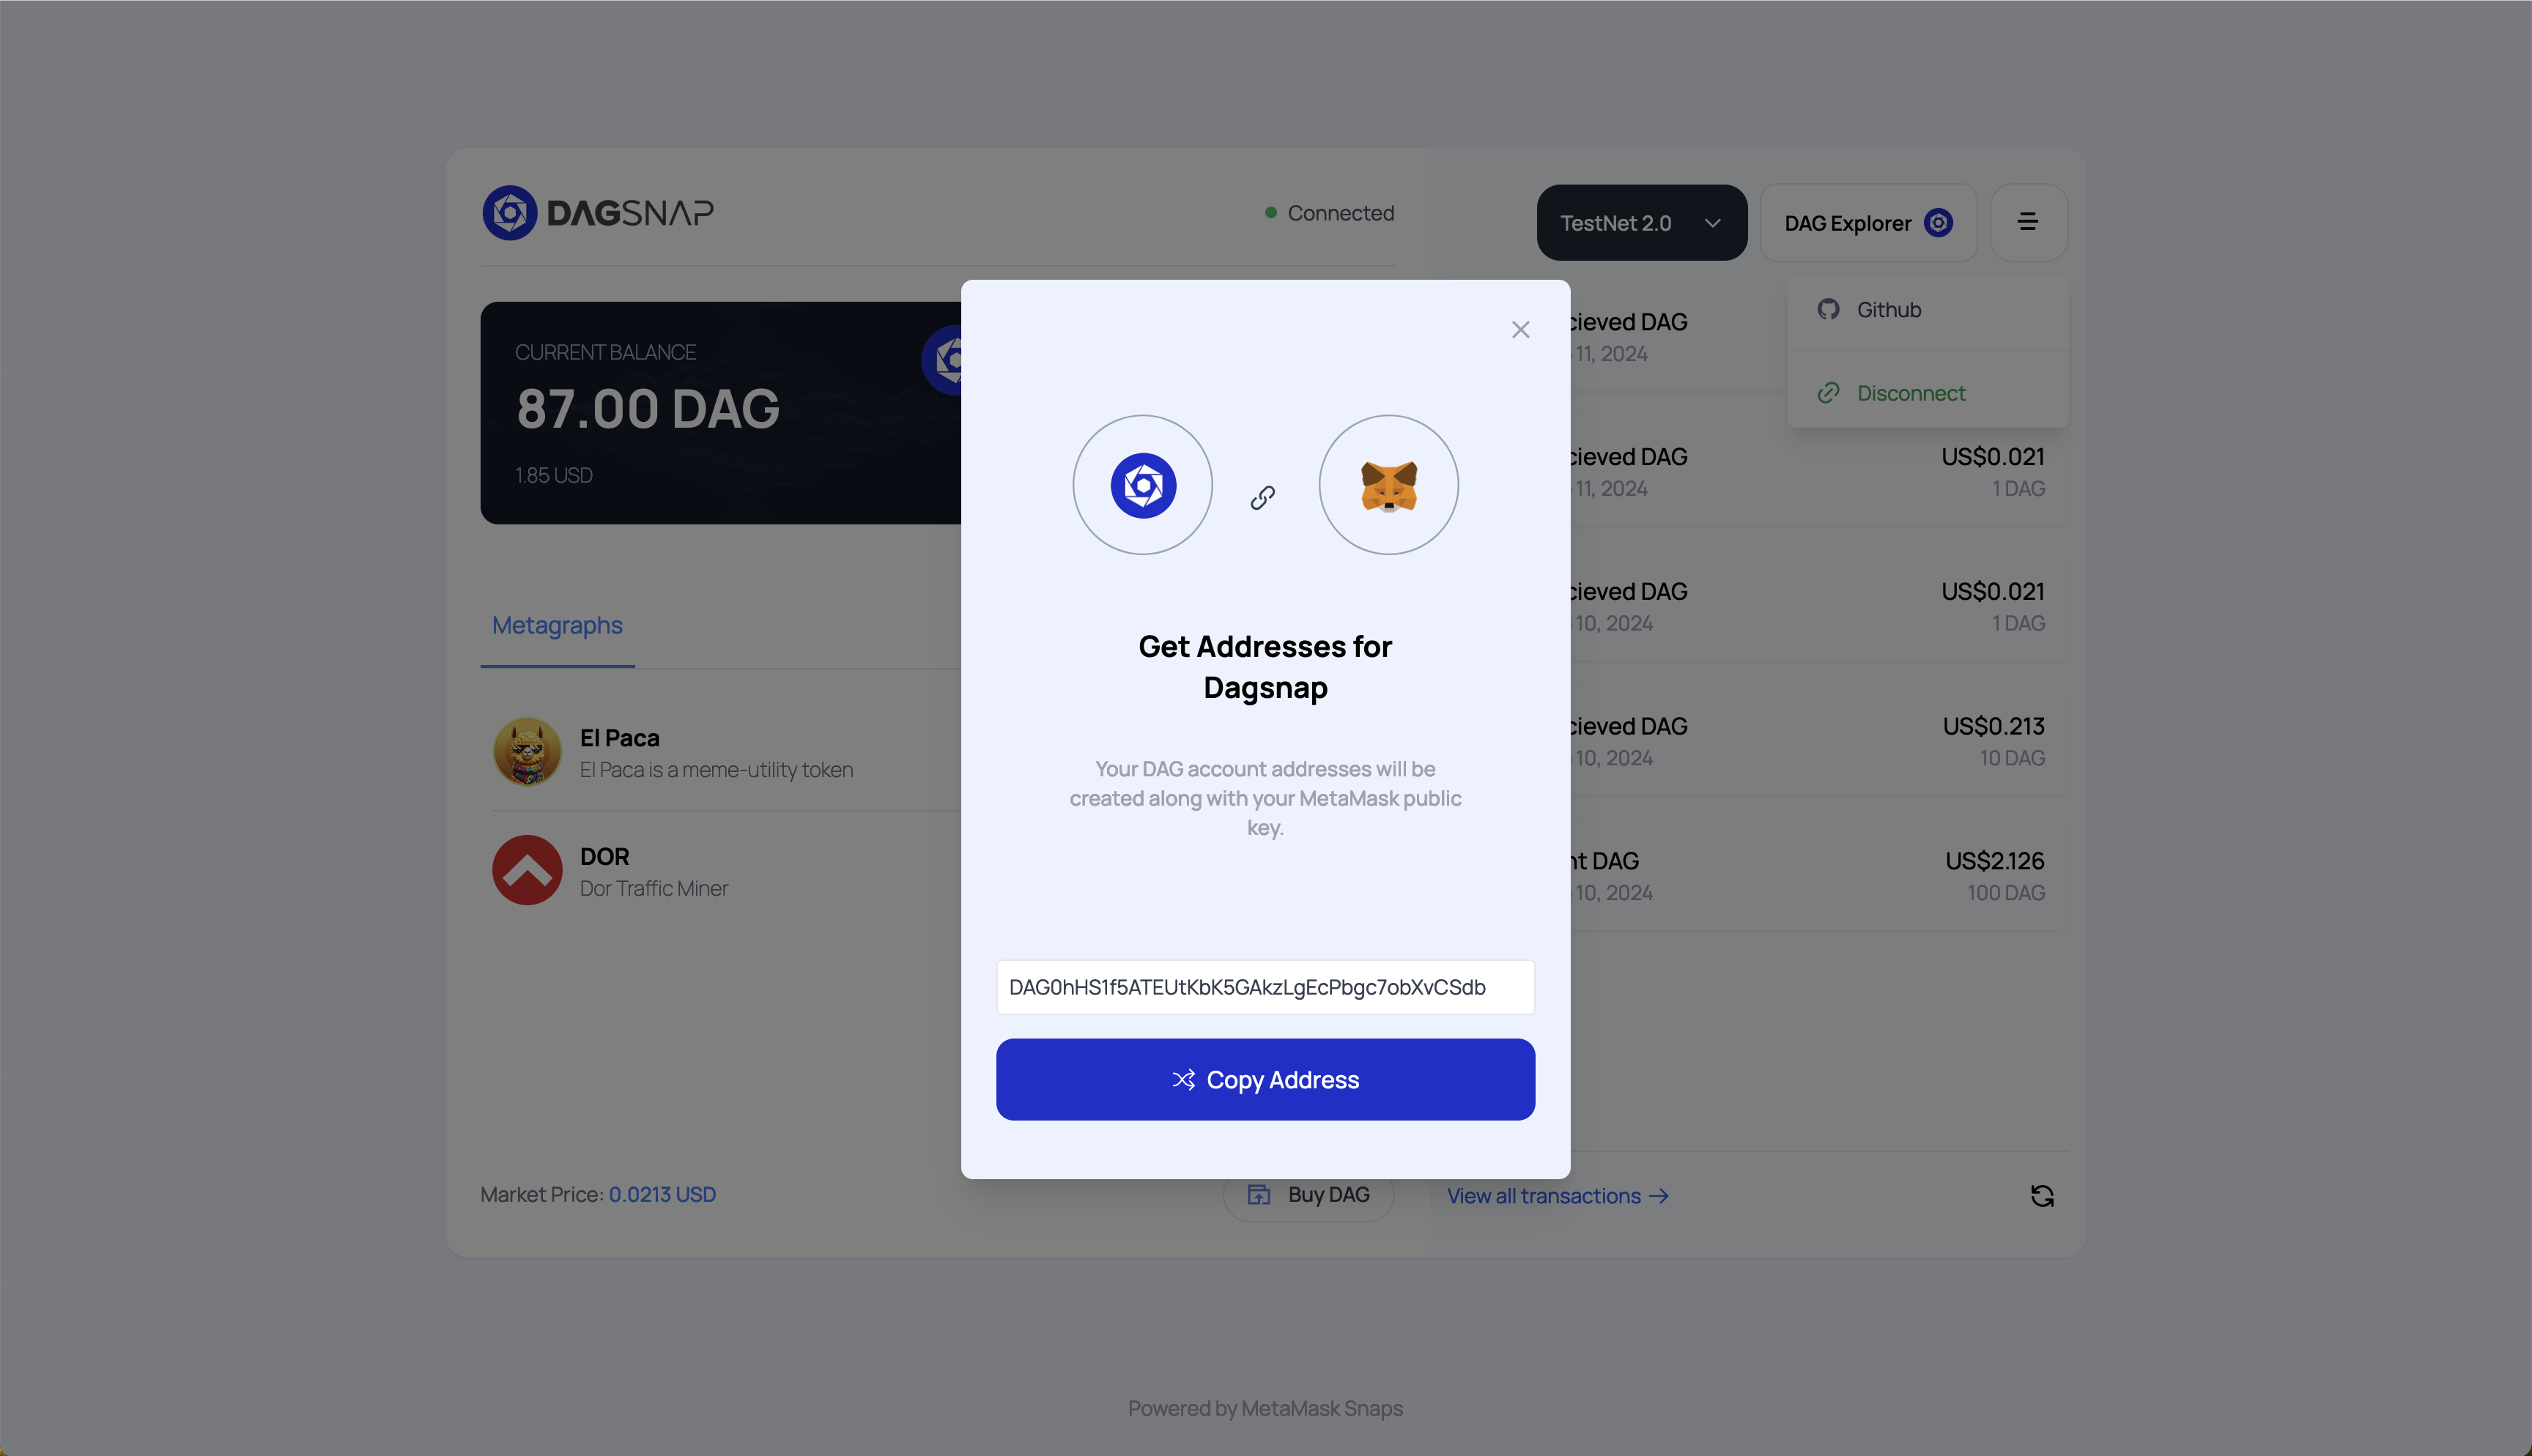 DAGSNAP
Connected
TestNet 2.0
DAG Explorer
Github
Disconnect
CURRENT BALANCE
87.00 DAG
1.85 USD
Metagraphs
El Paca
El Paca is a meme-utility token
DOR
Dor Traffic Miner
Market Price: 0.0213 USD
Buy DAG
Get Addresses for
Dagsnap
Your DAG account addresses will be
created along with your MetaMask public
key.
DAG0hHS1f5ATEUtKbK5GAkzLgEcPbgc7obXvCSdb
Copy Address
cieved DAG
11, 2024
cieved DAG
US$0.021
11, 2024
1 DAG
cieved DAG
US$0.021
10, 2024
1 DAG
cieved DAG
US$0.213
10, 2024
10 DAG
nt DAG
US$2.126
10, 2024
100 DAG
View all transactions
Powered by MetaMask Snaps